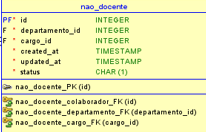 nao_docente
PF* id INTEGER
F * departamento_id INTEGER
F * cargo_id INTEGER
* created_at TIMESTAMP
* updated_at TIMESTAMP
* status CHAR (1)
nao_docente_PK (id)
nao_docente_colaborador_FK (id)
nao_docente_departamento_FK (departamento_id)
nao_docente_cargo_FK (cargo_id)